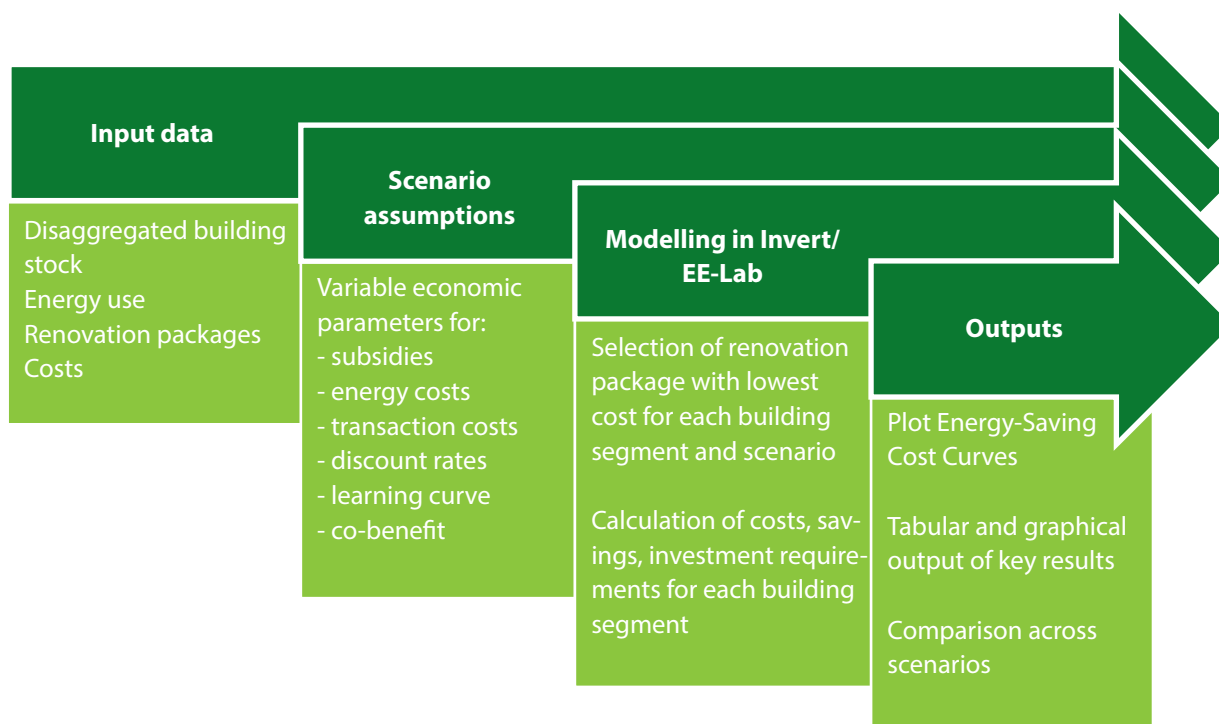 Input data
Disaggregated building
stock
Energy use
Renovation packages
Costs
Scenario
assumptions
Variable economic
parameters for:
- subsidies
- energy costs
- transaction costs
- discount rates
- learning curve
- co-benefit
Modelling in Invert/
EE-Lab
Selection of renovation
package with lowest
cost for each building
segment and scenario
Calculation of costs, sav-
ings, investment require-
ments for each building
segment
Outputs
Plot Energy-Saving
Cost Curves
Tabular and graphical
output of key results
Comparison across
scenarios